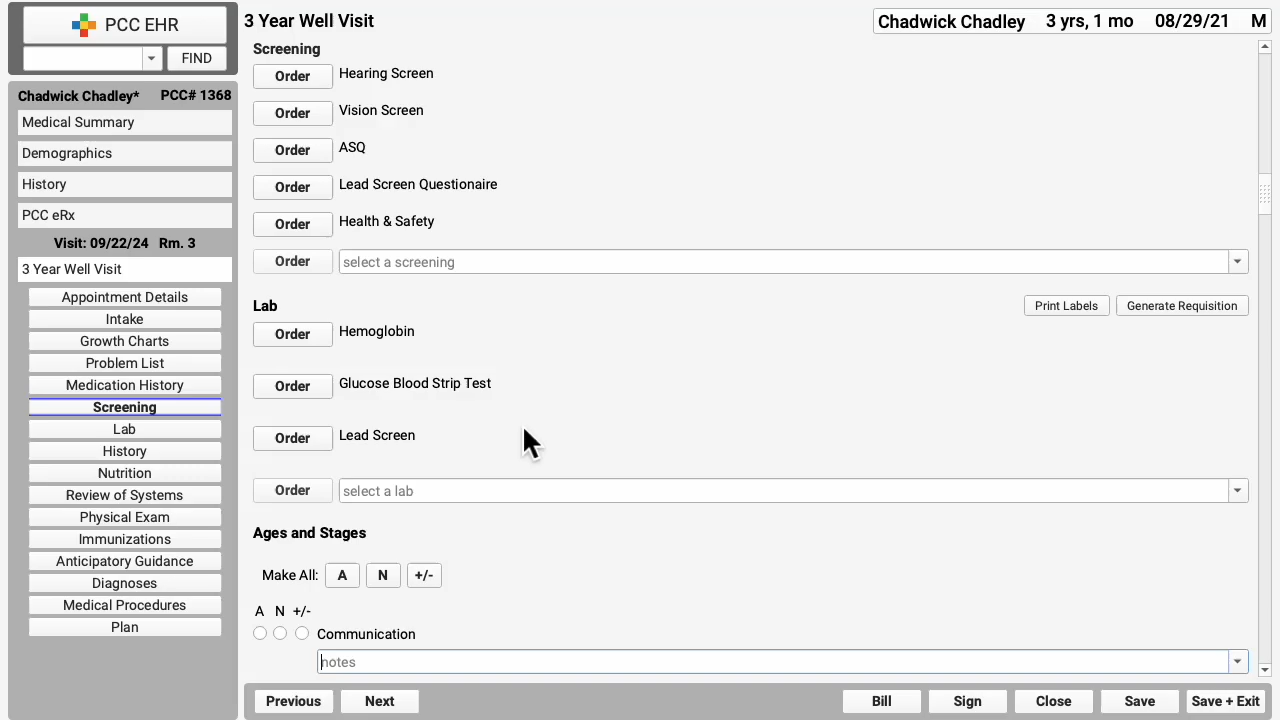 PCC EHR
FIND
Chadwick Chadley* PCC# 1368
Medical Summary
Demographics
History
PCC eRx
Visit: 09/22/24 Rm. 3
3 Year Well Visit
Appointment Details
Intake
Growth Charts
Problem List
Medication History
Screening
Lab
History
Nutrition
Review of Systems
Physical Exam
Immunizations
Anticipatory Guidance
Diagnoses
Medical Procedures
Plan
3 Year Well Visit
Chadwick Chadley 3 yrs, 1 mo 08/29/21 M
Screening
Order Hearing Screen
Order Vision Screen
Order ASQ
Order Lead Screen Questionaire
Order Health & Safety
Order select a screening
Lab Print Labels Generate Requisition
Order Hemoglobin
Order Glucose Blood Strip Test
Order Lead Screen
Order select a lab
Ages and Stages
Make All: A N +/-
A N +/-
Communication
notes
Previous Next Bill Sign Close Save Save + Exit